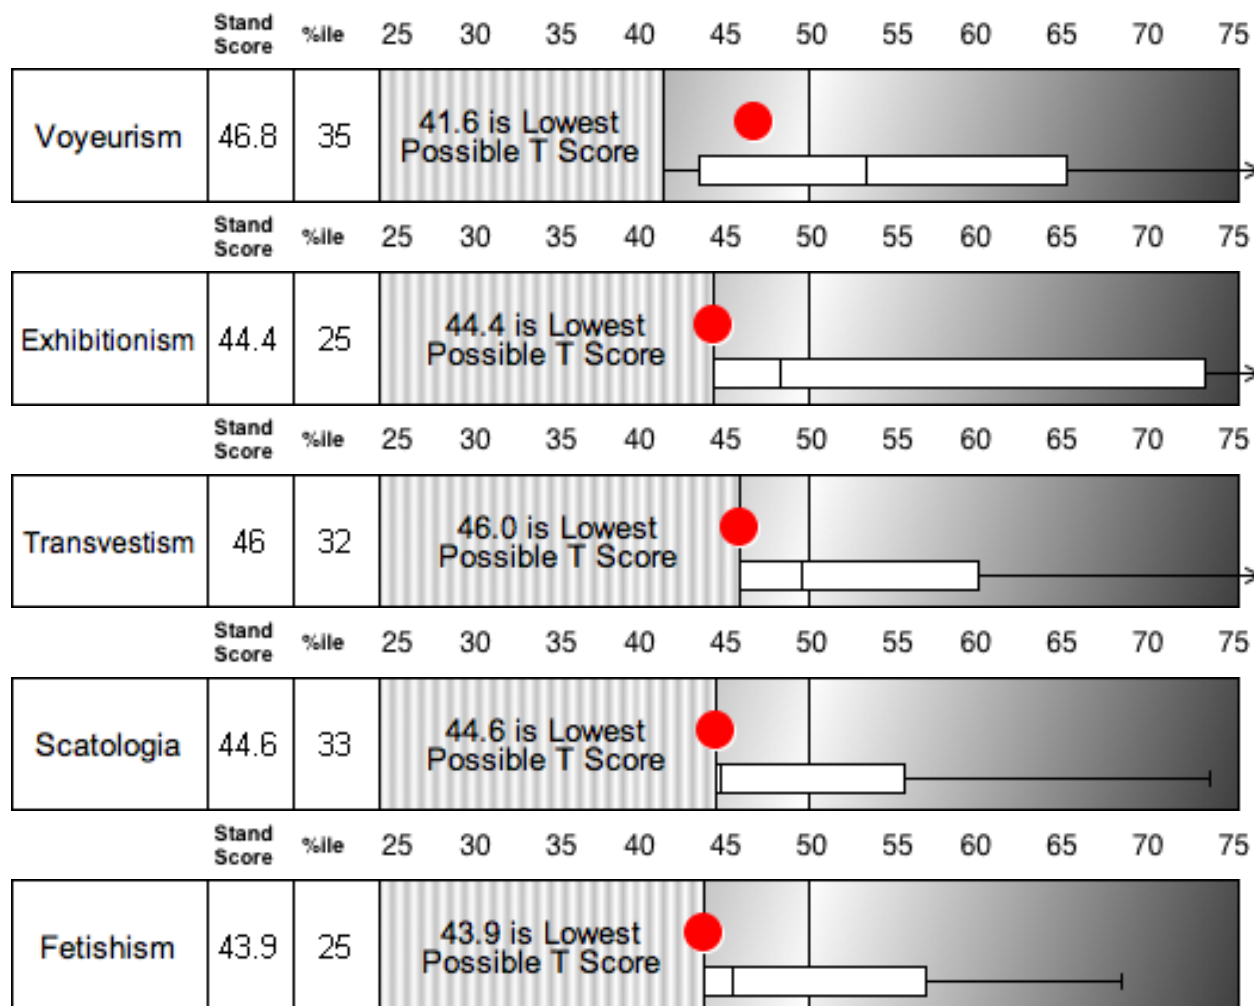 Stand Score %ile 25 30 35 40 45 50 55 60 65 70 75
Voyeurism 46.8 35 41.6 is Lowest
Possible T Score
Stand Score %ile 25 30 35 40 45 50 55 60 65 70 75
Exhibitionism 44.4 25 44.4 is Lowest
Possible T Score
Stand Score %ile 25 30 35 40 45 50 55 60 65 70 75
Transvestism 46 32 46.0 is Lowest
Possible T Score
Stand Score %ile 25 30 35 40 45 50 55 60 65 70 75
Scatologia 44.6 33 44.6 is Lowest
Possible T Score
Stand Score %ile 25 30 35 40 45 50 55 60 65 70 75
Fetishism 43.9 25 43.9 is Lowest
Possible T Score